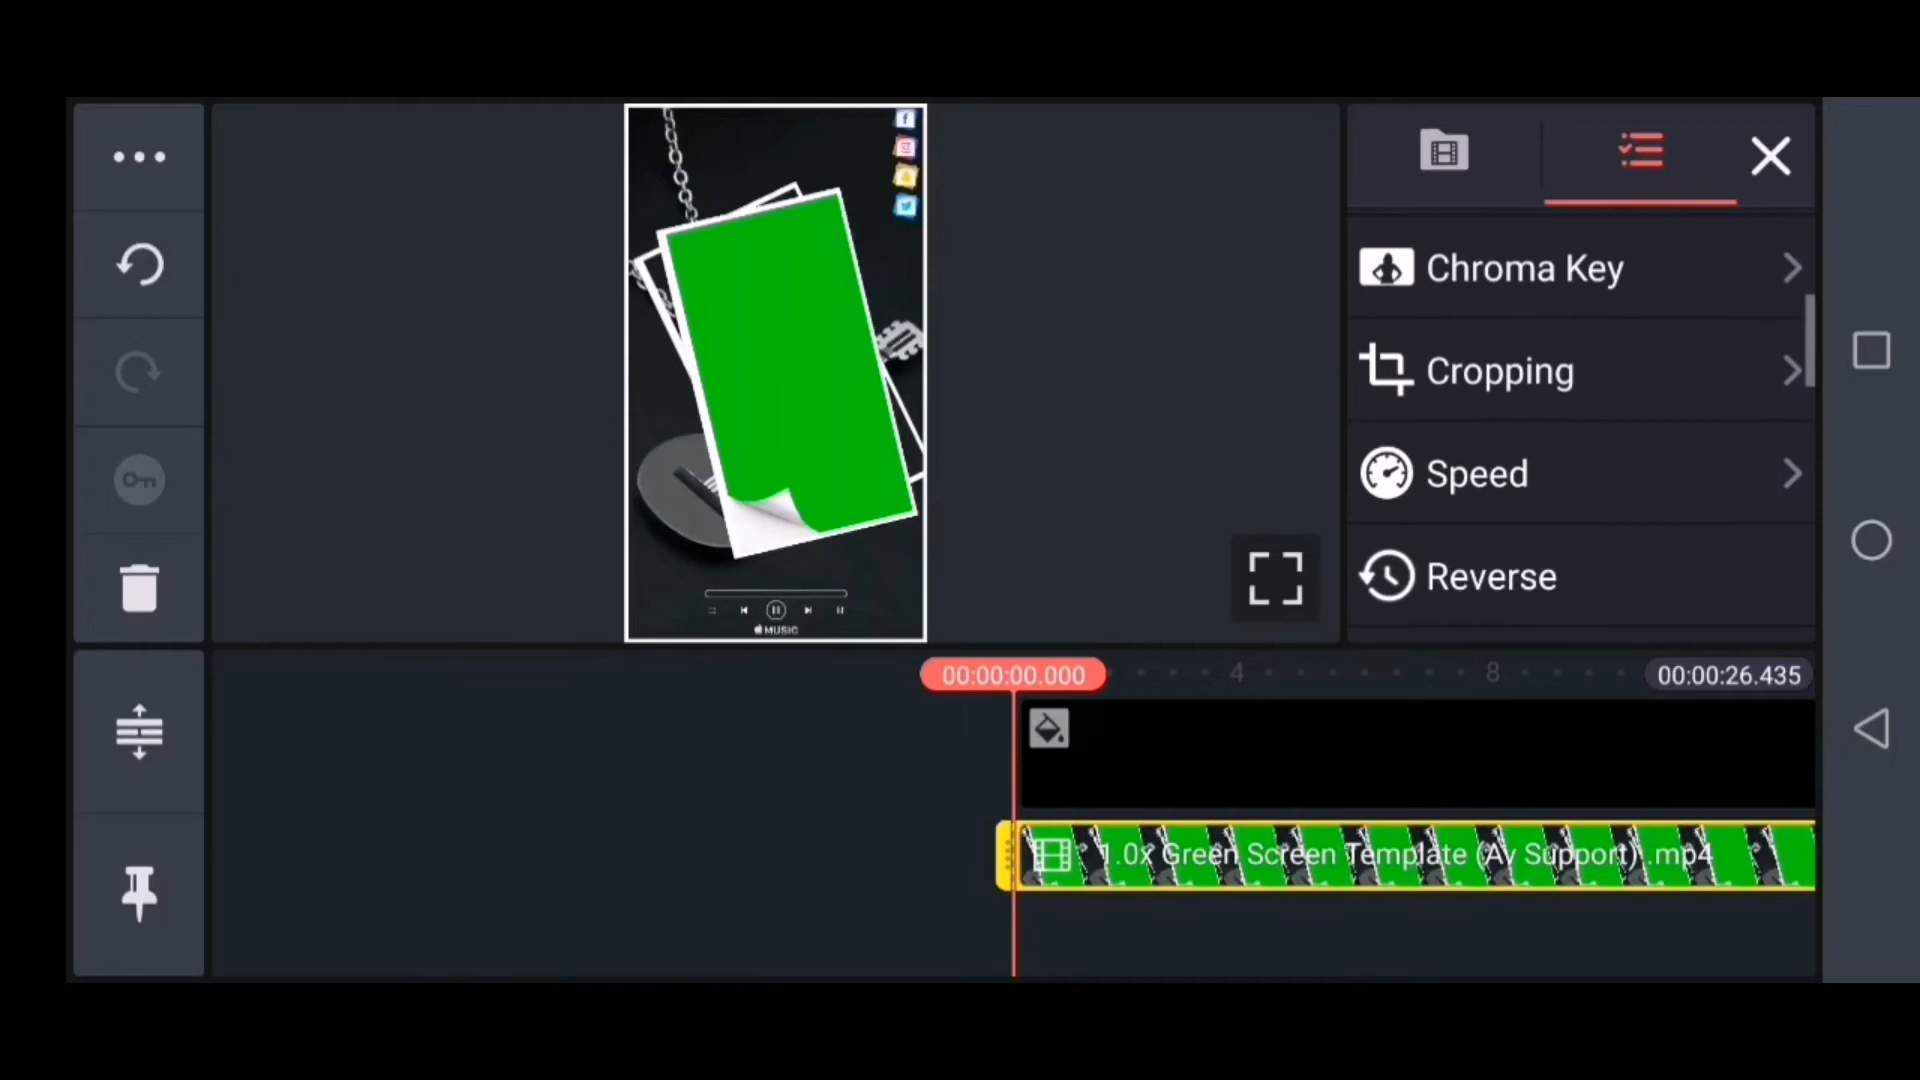 f
MUSIC
Chroma Key
Cropping
Speed
Reverse
00:00:00.000
4
8
00:00:26.435
1.0x Green Screen Template (Av Support) .mp4